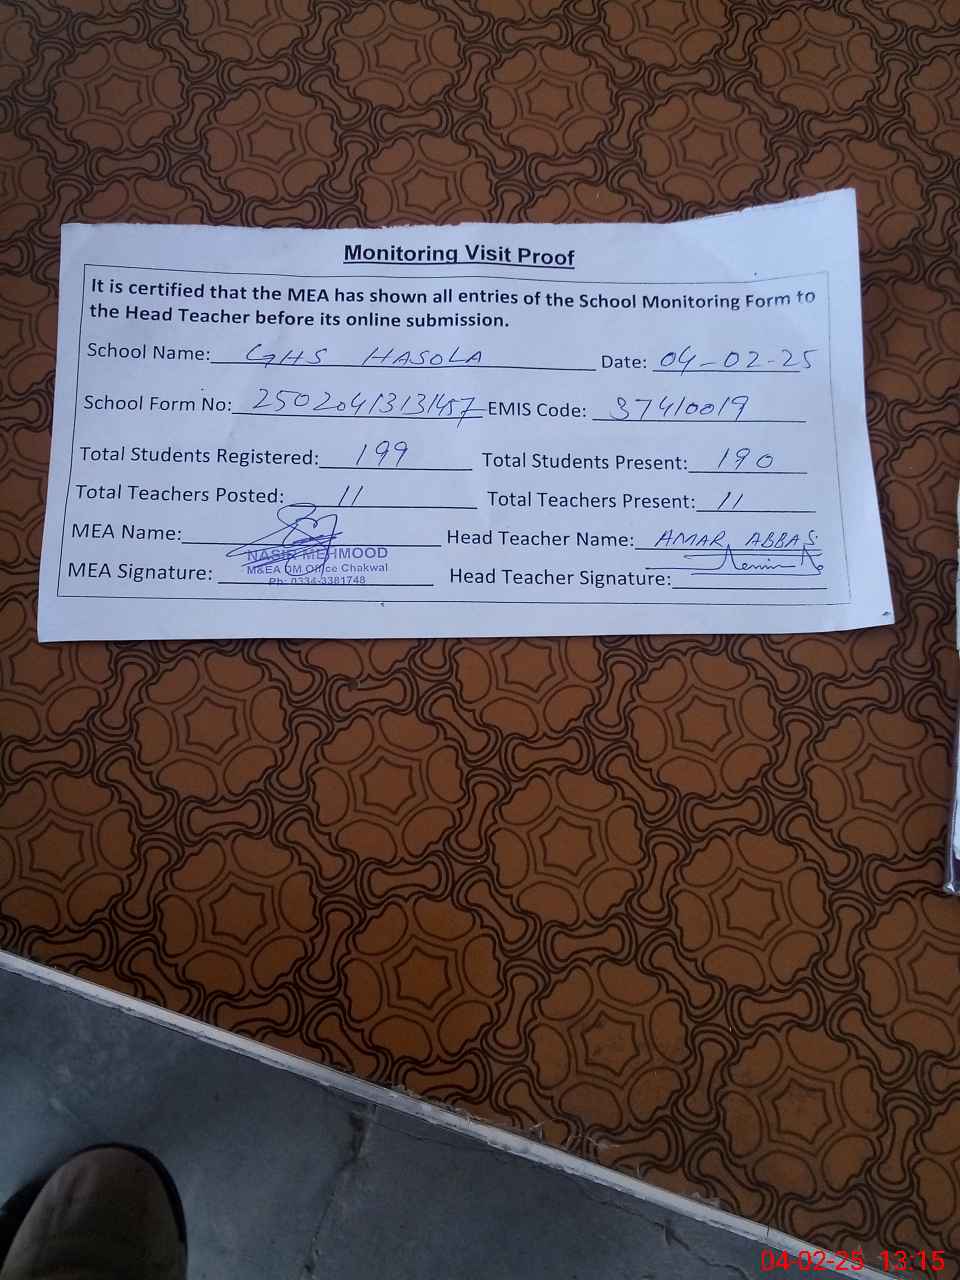 Monitoring Visit Proof
It is certified that the MEA has shown all entries of the School Monitoring Form to
the Head Teacher before its online submission.
School Name: GHS HASOLA Date: 04-02-25
School Form No: 25020413131457 EMIS Code: 37410019
Total Students Registered: 199 Total Students Present: 190
Total Teachers Posted: 11 Total Teachers Present: 11
MEA Name: Head Teacher Name: AMAR ABBAS
NASIR MEHMOOD
MEA Signature: Head Teacher Signature:
M&EA DM Office Chakwal
Ph: 0334-3381748
04-02-25 13:15